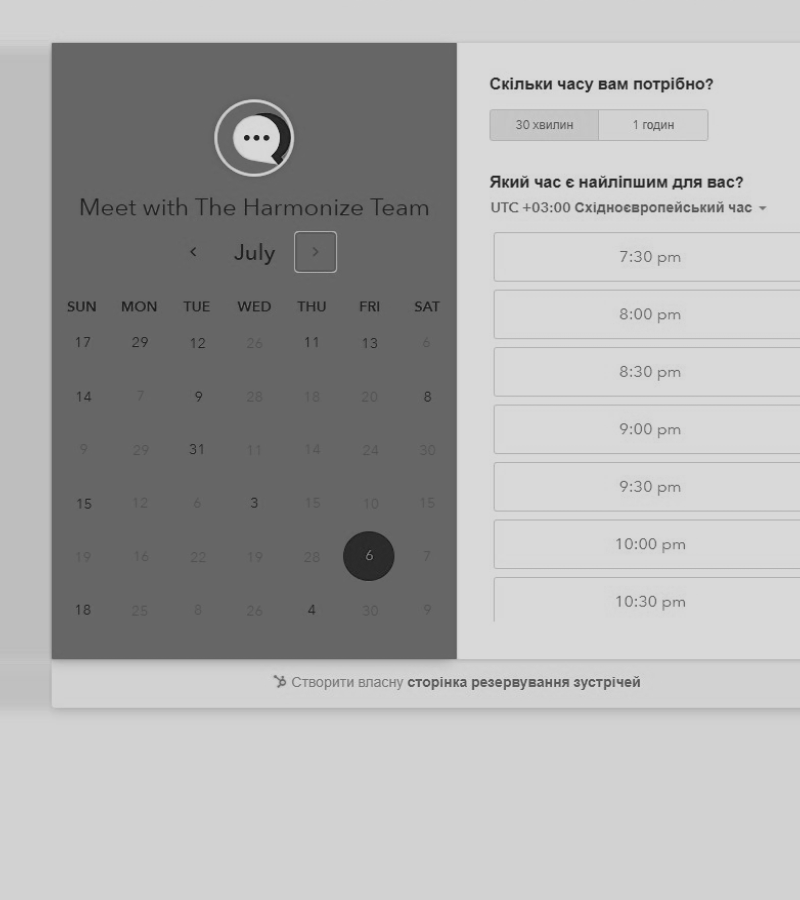 Meet with The Harmonize Team
July
SUN MON TUE WED THU FRI SAT
17 29 12 26 11 13 6
14 7 9 28 18 20 8
9 29 31 11 14 24 30
15 12 6 3 15 10 15
19 16 22 19 28 6 7
18 25 8 26 4 30 9
Скільки часу вам потрібно?
30 хвилин 1 годин
Який час є найліпшим для вас?
UTC +03:00 Східноєвропейський час
7:30 pm
8:00 pm
8:30 pm
9:00 pm
9:30 pm
10:00 pm
10:30 pm
Створити власну сторінка резервування зустрічей